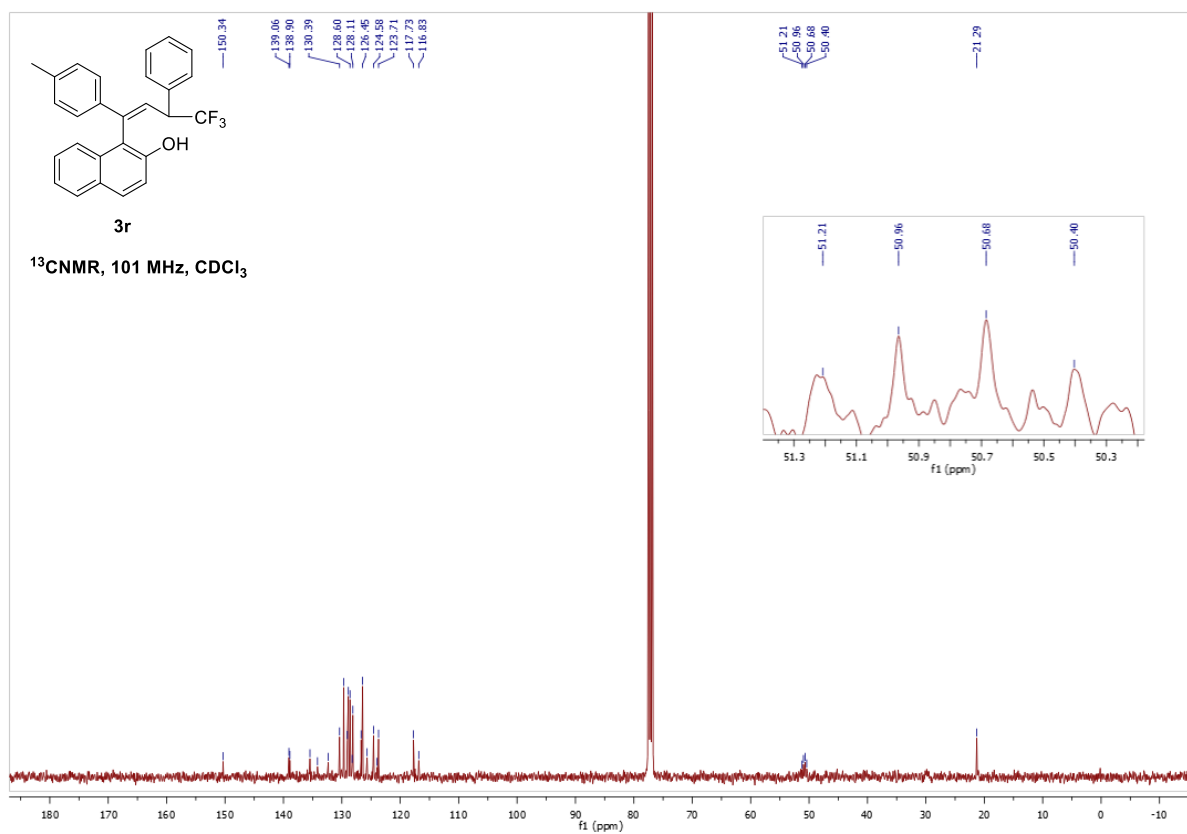 150.34
139.06
138.90
130.39
128.60
128.11
126.45
124.58
123.71
117.73
116.83
51.21
50.96
50.68
50.40
21.29
CF3
OH
3r
13CNMR, 101 MHz, CDCl3
51.21
50.96
50.68
50.40
51.3 51.1 50.9 50.7 50.5 50.3
f1 (ppm)
180 170 160 150 140 130 120 110 100 90 80 70 60 50 40 30 20 10 0 -10
f1 (ppm)